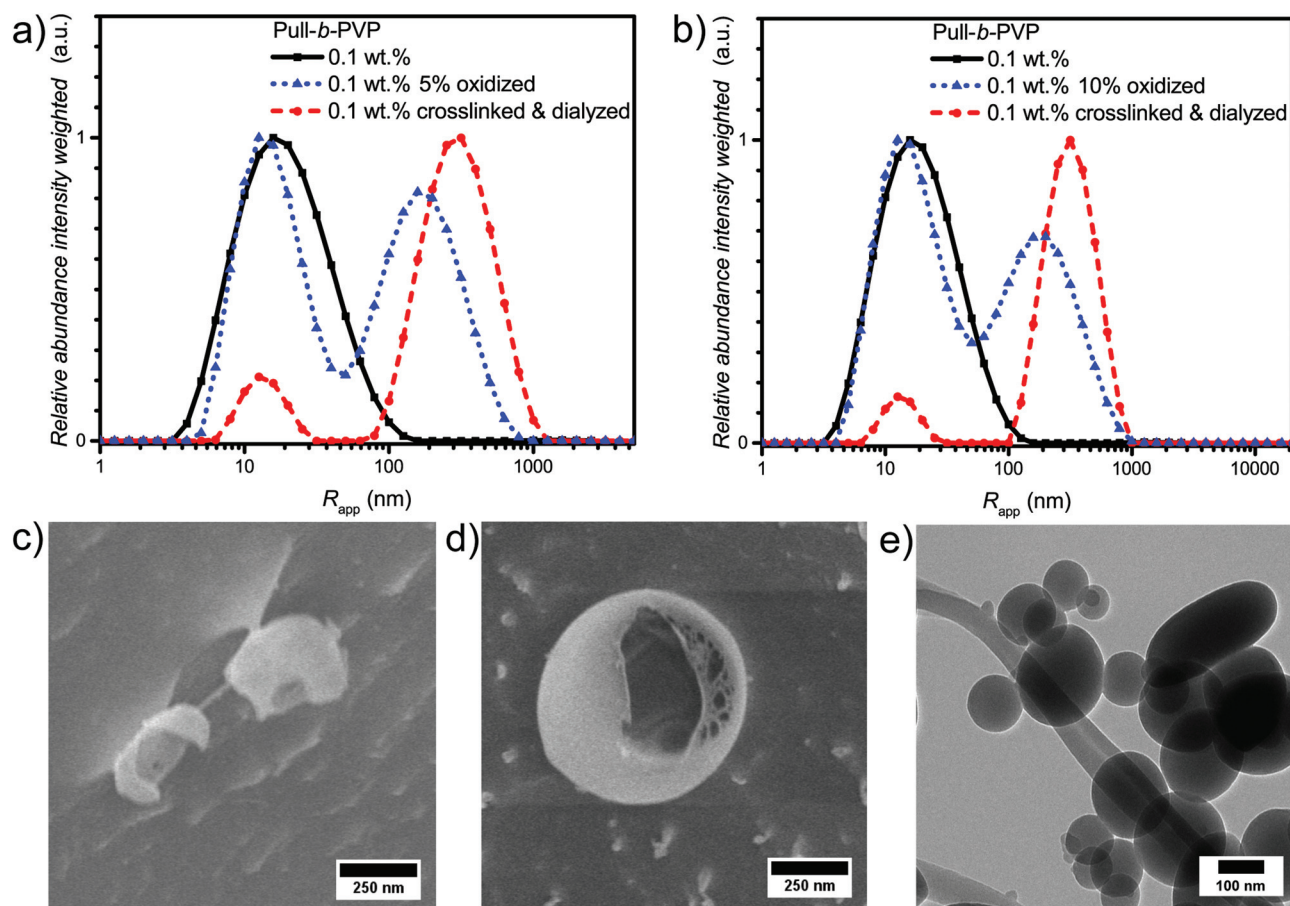 a)
Pull-b-PVP
0.1 wt.%
0.1 wt.% 5% oxidized
0.1 wt.% crosslinked & dialyzed
Relative abundance intensity weighted (a.u.)
1
0
1 10 100 1000
Rapp (nm)
b)
Pull-b-PVP
0.1 wt.%
0.1 wt.% 10% oxidized
0.1 wt.% crosslinked & dialyzed
Relative abundance intensity weighted (a.u.)
1
0
1 10 100 1000 10000
Rapp (nm)
c)
250 nm
d)
250 nm
e)
100 nm